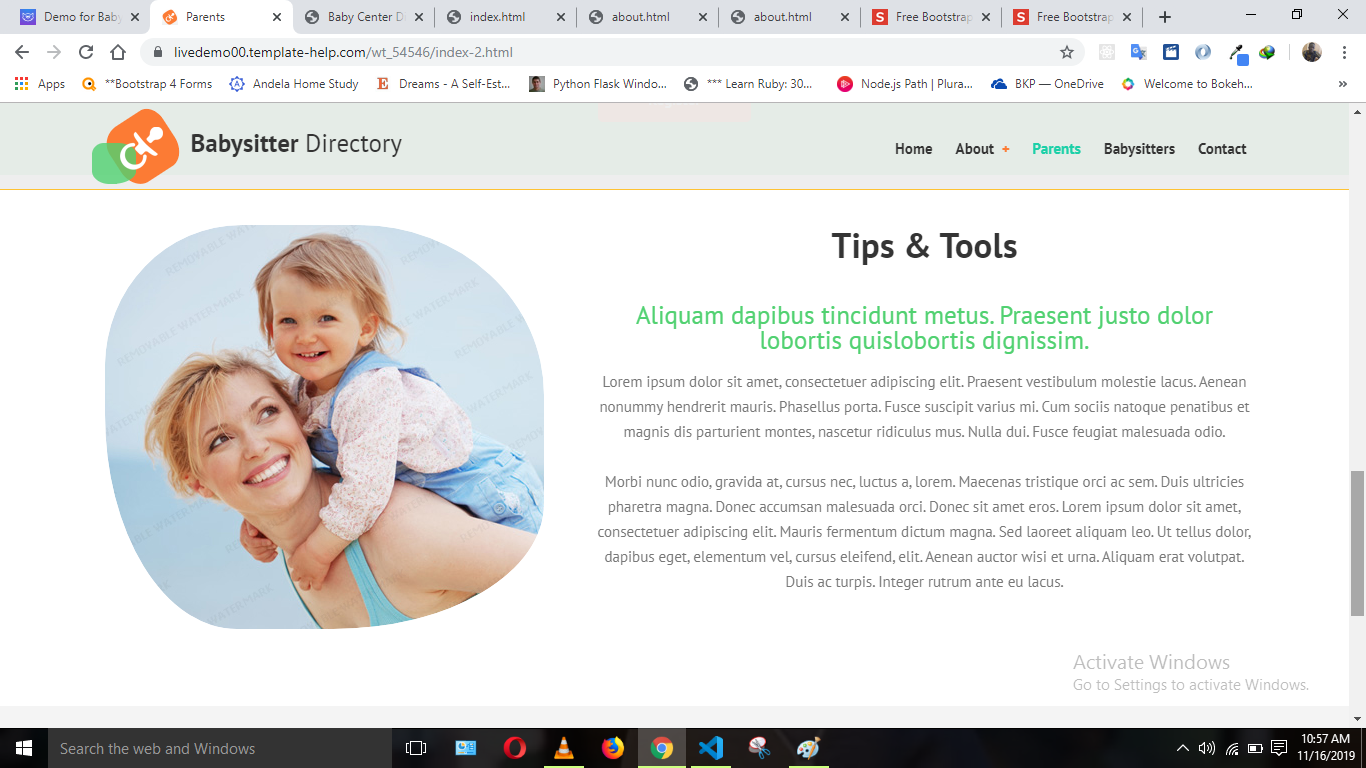 Demo for Baby
Parents
Baby Center D
index.html
about.html
about.html
Free Bootstrap
Free Bootstrap
livedemo00.template-help.com/wt_54546/index-2.html
Apps
**Bootstrap 4 Forms
Andela Home Study
Dreams - A Self-Est...
Python Flask Windo...
*** Learn Ruby: 30...
Node.js Path | Plura...
BKP — OneDrive
Welcome to Bokeh...
Babysitter Directory
Home
About +
Parents
Babysitters
Contact
REMOVABLE WATERMARK
Tips & Tools
Aliquam dapibus tincidunt metus. Praesent justo dolor
lobortis quislobortis dignissim.
Lorem ipsum dolor sit amet, consectetuer adipiscing elit. Praesent vestibulum molestie lacus. Aenean
nonummy hendrerit mauris. Phasellus porta. Fusce suscipit varius mi. Cum sociis natoque penatibus et
magnis dis parturient montes, nascetur ridiculus mus. Nulla dui. Fusce feugiat malesuada odio.
Morbi nunc odio, gravida at, cursus nec, luctus a, lorem. Maecenas tristique orci ac sem. Duis ultricies
pharetra magna. Donec accumsan malesuada orci. Donec sit amet eros. Lorem ipsum dolor sit amet,
consectetuer adipiscing elit. Mauris fermentum dictum magna. Sed laoreet aliquam leo. Ut tellus dolor,
dapibus eget, elementum vel, cursus eleifend, elit. Aenean auctor wisi et urna. Aliquam erat volutpat.
Duis ac turpis. Integer rutrum ante eu lacus.
Activate Windows
Go to Settings to activate Windows.
Search the web and Windows
10:57 AM
11/16/2019